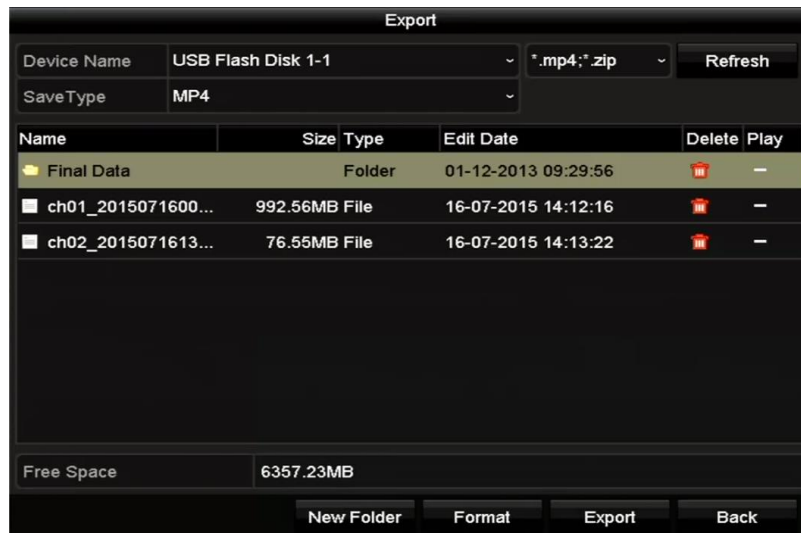 Export
Device Name USB Flash Disk 1-1 *.mp4;*.zip Refresh
SaveType MP4
Name Size Type Edit Date Delete Play
Final Data Folder 01-12-2013 09:29:56 –
ch01_2015071600... 992.56MB File 16-07-2015 14:12:16 –
ch02_2015071613... 76.55MB File 16-07-2015 14:13:22 –
Free Space 6357.23MB
New Folder Format Export Back